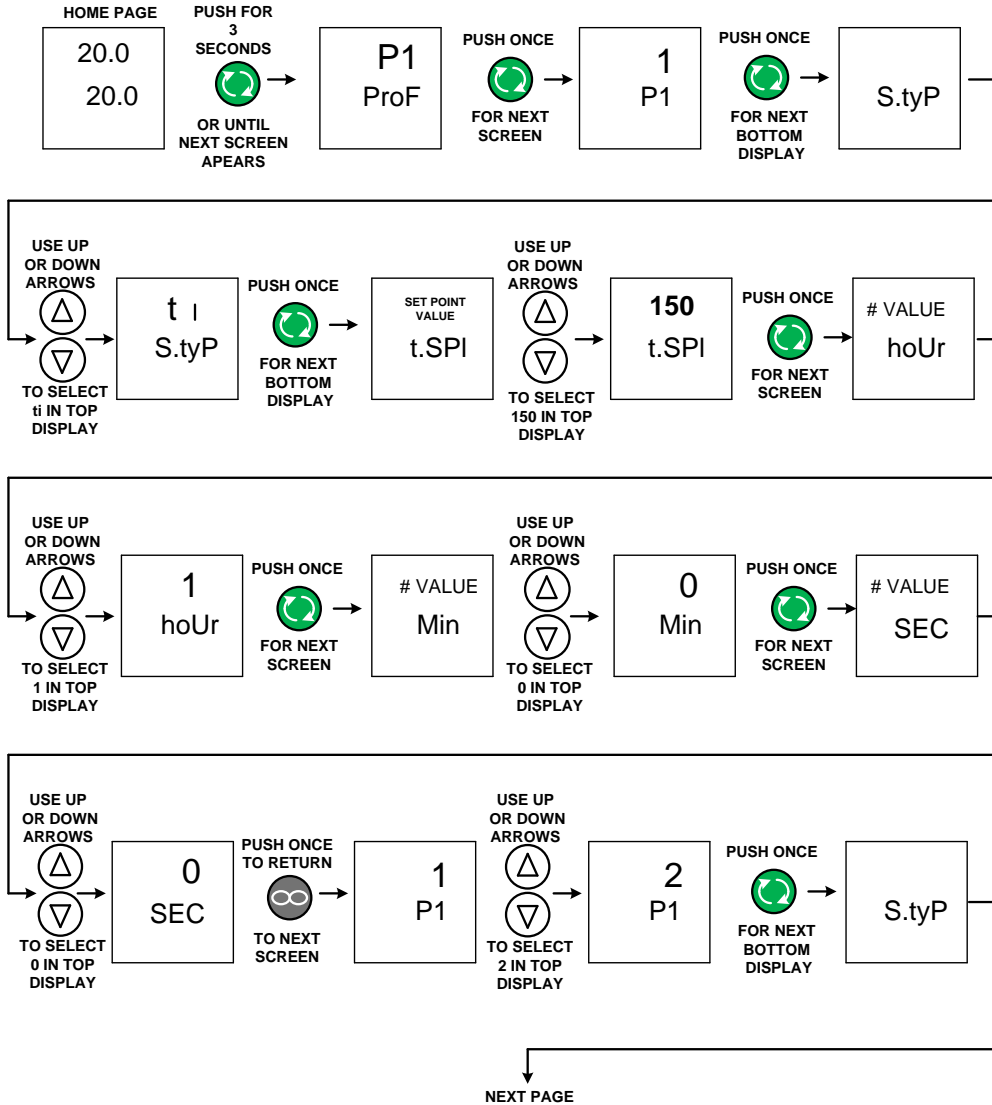 HOME PAGE
20.0
20.0
PUSH FOR
3
SECONDS
OR UNTIL
NEXT SCREEN
APEARS
P1
ProF
PUSH ONCE
FOR NEXT
SCREEN
1
P1
PUSH ONCE
FOR NEXT
BOTTOM
DISPLAY
S.tyP
USE UP
OR DOWN
ARROWS
TO SELECT
ti IN TOP
DISPLAY
t I
S.tyP
PUSH ONCE
FOR NEXT
BOTTOM
DISPLAY
SET POINT
VALUE
t.SPI
USE UP
OR DOWN
ARROWS
TO SELECT
150 IN TOP
DISPLAY
150
t.SPI
PUSH ONCE
FOR NEXT
SCREEN
# VALUE
hoUr
USE UP
OR DOWN
ARROWS
TO SELECT
1 IN TOP
DISPLAY
1
hoUr
PUSH ONCE
FOR NEXT
SCREEN
# VALUE
Min
USE UP
OR DOWN
ARROWS
TO SELECT
0 IN TOP
DISPLAY
0
Min
PUSH ONCE
FOR NEXT
SCREEN
# VALUE
SEC
USE UP
OR DOWN
ARROWS
TO SELECT
0 IN TOP
DISPLAY
0
SEC
PUSH ONCE
TO RETURN
TO NEXT
SCREEN
1
P1
USE UP
OR DOWN
ARROWS
TO SELECT
2 IN TOP
DISPLAY
2
P1
PUSH ONCE
FOR NEXT
BOTTOM
DISPLAY
S.tyP
NEXT PAGE